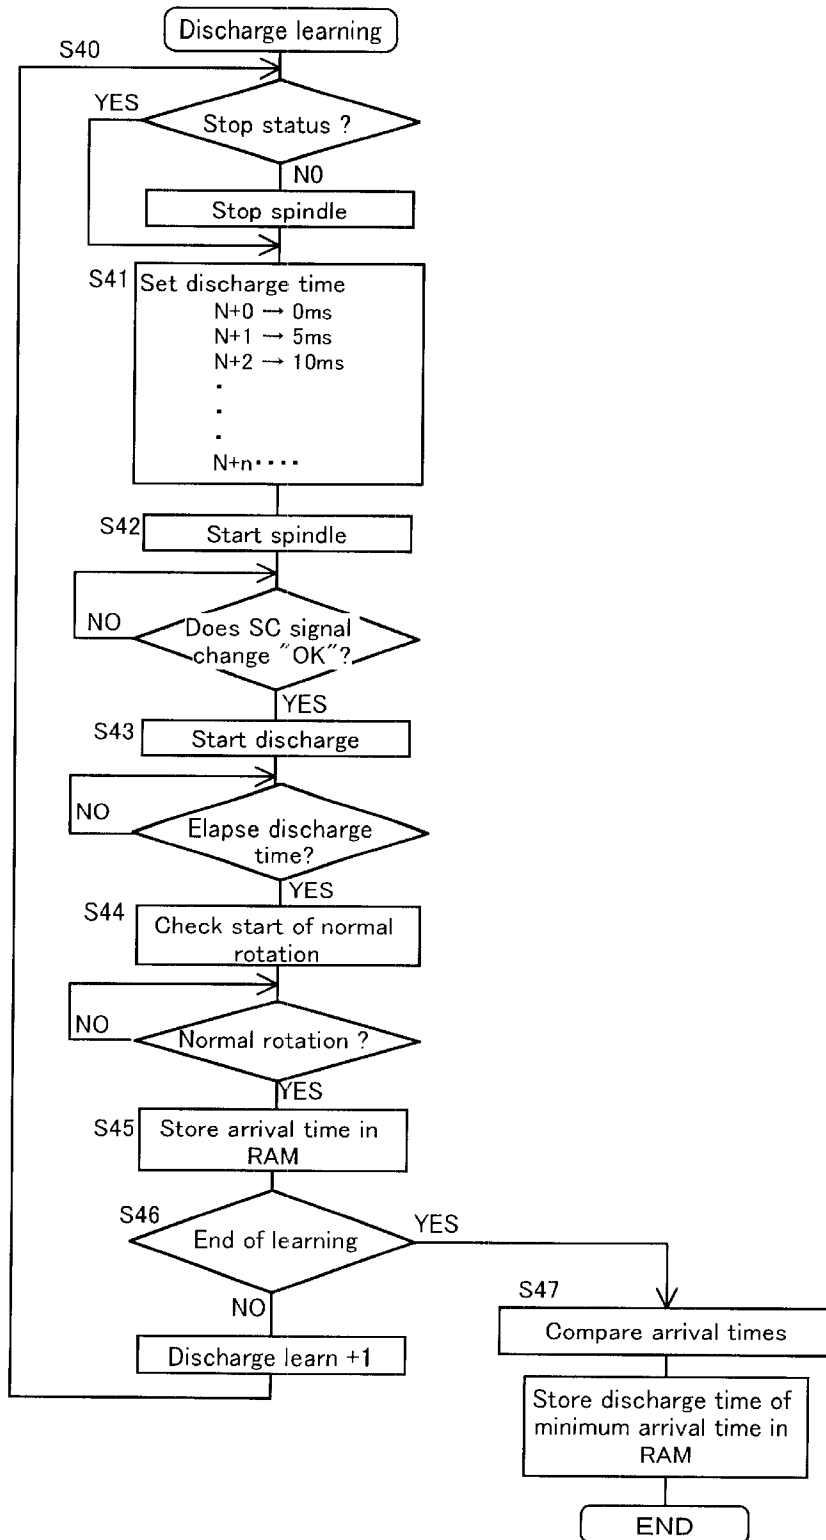 Discharge learning
S40
YES
Stop status ?
NO
Stop spindle
S41
Set discharge time
N+0 → 0ms
N+1 → 5ms
N+2 → 10ms
·
·
·
N+n····
S42
Start spindle
NO
Does SC signal
change "OK"?
YES
S43
Start discharge
NO
Elapse discharge
time?
YES
S44
Check start of normal
rotation
NO
Normal rotation ?
YES
S45
Store arrival time in
RAM
S46
End of learning
YES
NO
Discharge learn +1
S47
Compare arrival times
Store discharge time of
minimum arrival time in
RAM
END